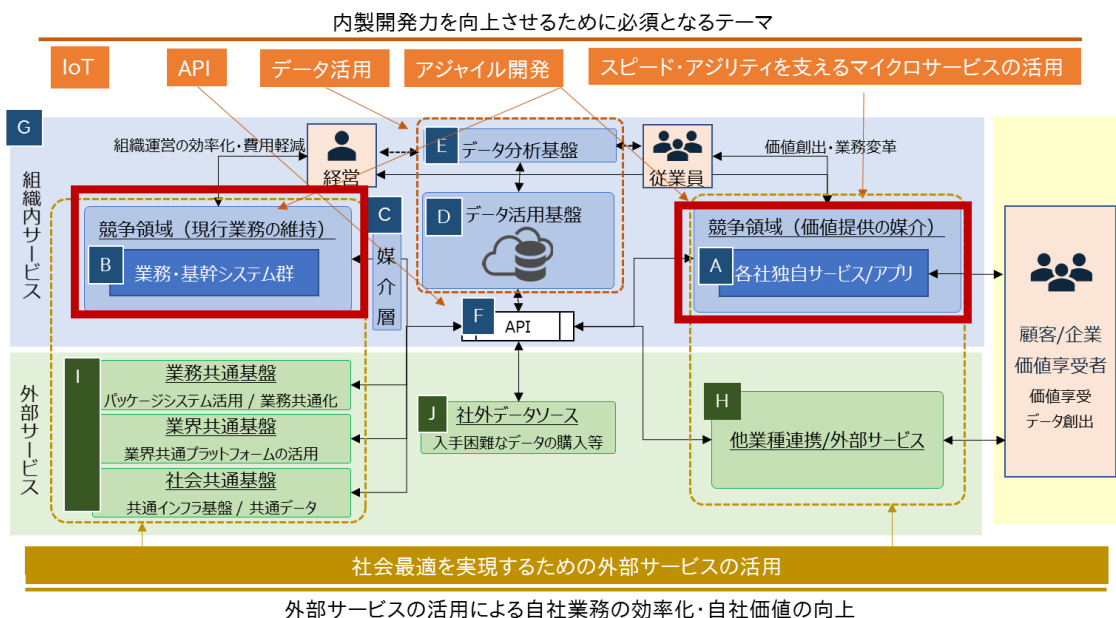 内製開発力を向上させるために必須となるテーマ
IoT
API
データ活用
アジャイル開発
スピード・アジリティを支えるマイクロサービスの活用
G
組織内サービス
組織運営の効率化・費用軽減
経営
E
データ分析基盤
従業員
価値創出・業務変革
競争領域（現行業務の維持）
B
業務・基幹システム群
C
媒介層
D
データ活用基盤
競争領域（価値提供の媒介）
A
各社独自サービス/アプリ
F
API
顧客/企業
価値享受者
価値享受
データ創出
外部サービス
I
業務共通基盤
パッケージシステム活用 / 業務共通化
業界共通基盤
業界共通プラットフォームの活用
社会共通基盤
共通インフラ基盤 / 共通データ
J
社外データソース
入手困難なデータの購入等
H
他業種連携/外部サービス
社会最適を実現するための外部サービスの活用
外部サービスの活用による自社業務の効率化・自社価値の向上